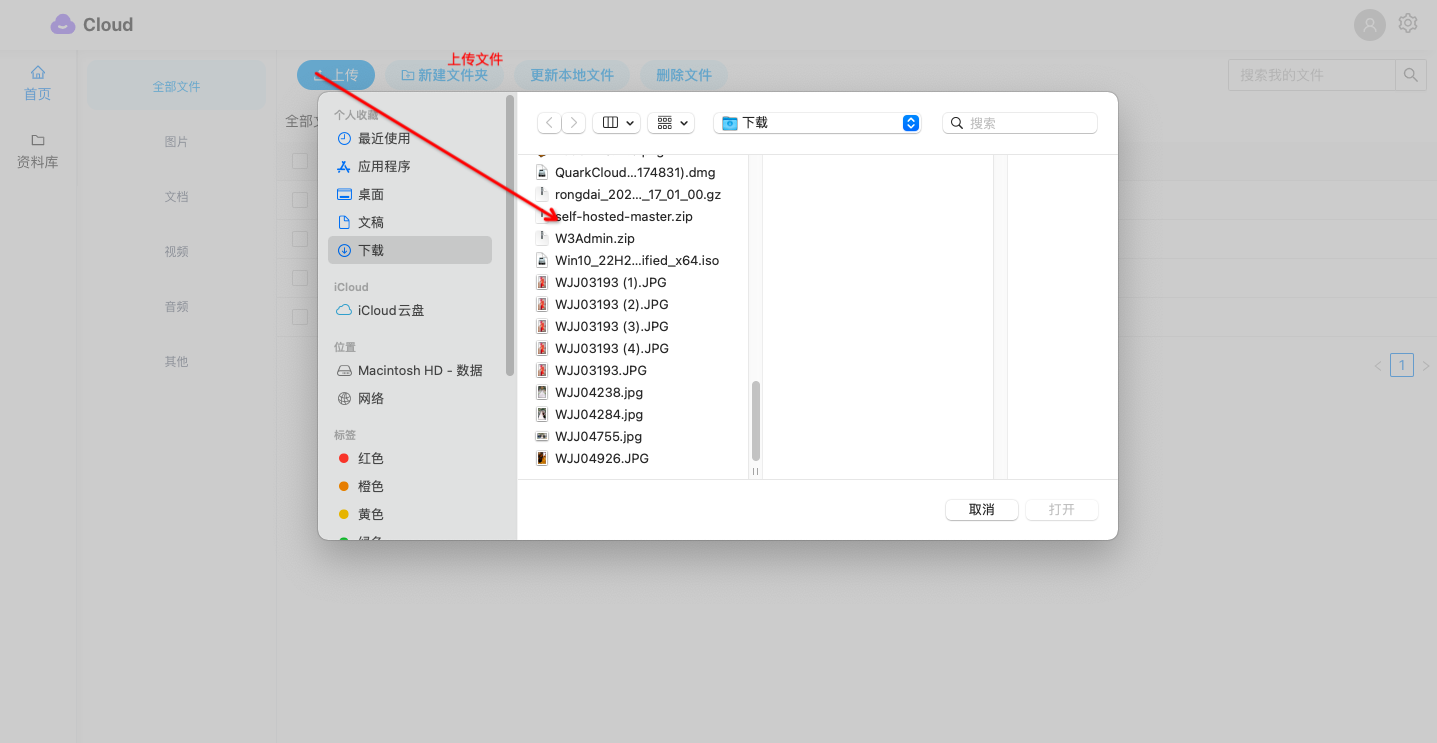 Cloud
上传文件
上传
新建文件夹
更新本地文件
删除文件
搜索我的文件
首页
资料库
全部文件
图片
文档
视频
音频
其他
个人收藏
最近使用
应用程序
桌面
文稿
下载
iCloud
iCloud云盘
位置
Macintosh HD - 数据
网络
标签
红色
橙色
黄色
绿色
下载
搜索
QuarkCloud...174831).dmg
rongdai_202..._17_01_00.gz
self-hosted-master.zip
W3Admin.zip
Win10_22H2...ified_x64.iso
WJJ03193 (1).JPG
WJJ03193 (2).JPG
WJJ03193 (3).JPG
WJJ03193 (4).JPG
WJJ03193.JPG
WJJ04238.jpg
WJJ04284.jpg
WJJ04755.jpg
WJJ04926.JPG
取消
打开
1